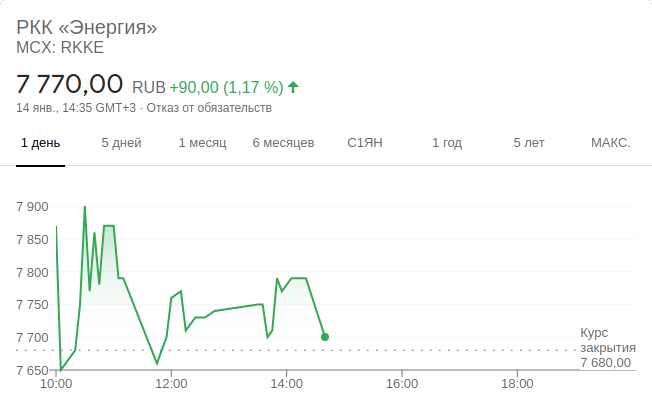 РКК «Энергия»
MCX: RKKE
7 770,00 RUB +90,00 (1,17 %)
14 янв., 14:35 GMT+3 · Отказ от обязательств
1 день 5 дней 1 месяц 6 месяцев С1ЯН 1 год 5 лет МАКС.
7 900
7 850
7 800
7 750
7 700
7 650
Курс
закрытия
7 680,00
10:00 12:00 14:00 16:00 18:00